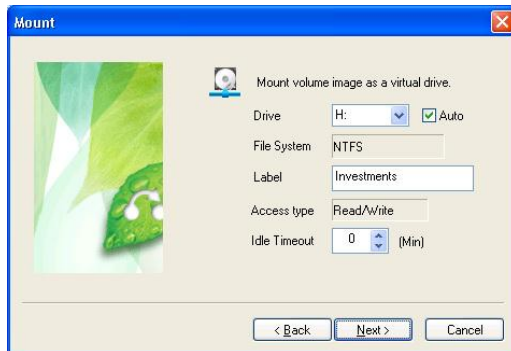 Mount
Mount volume image as a virtual drive.
Drive H: Auto
File System NTFS
Label Investments
Access type Read/Write
Idle Timeout 0 (Min)
< Back Next > Cancel